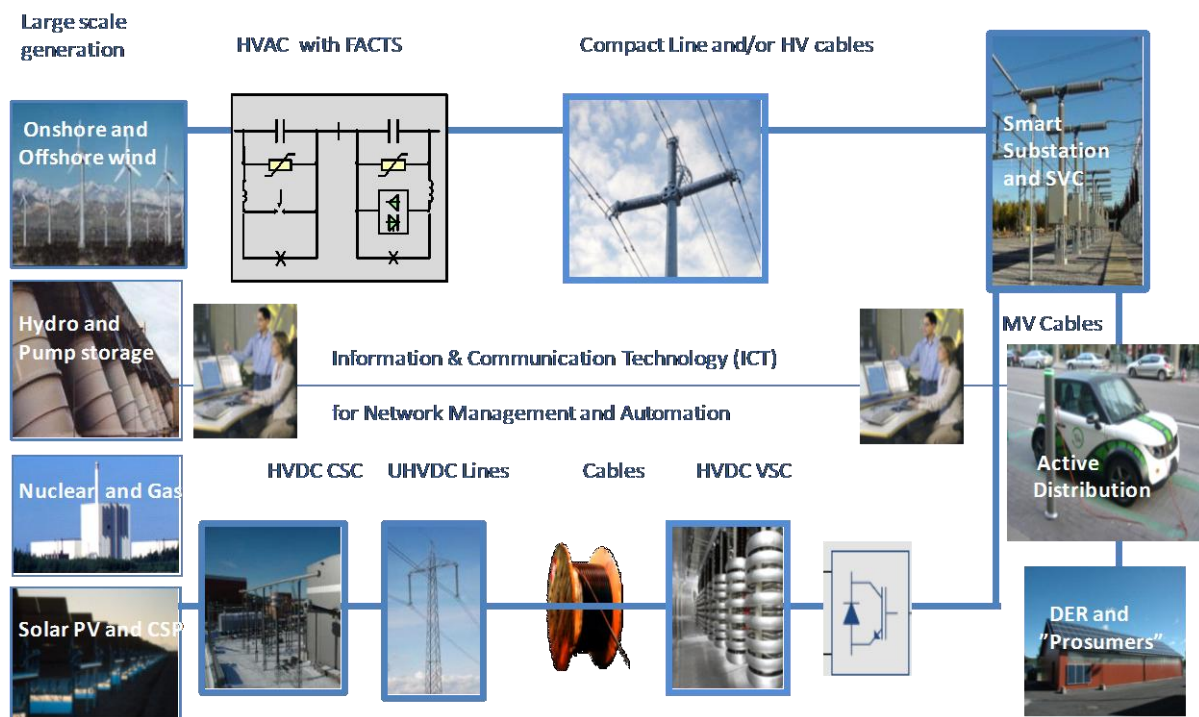 Large scale
generation
HVAC with FACTS
Compact Line and/or HV cables
Onshore and
Offshore wind
Smart
Substation
and SVC
Hydro and
Pump storage
MV Cables
Information & Communication Technology (ICT)
for Network Management and Automation
Nuclear and Gas
HVDC CSC
UHVDC Lines
Cables
HVDC VSC
Active
Distribution
Solar PV and CSP
DER and
"Prosumers"